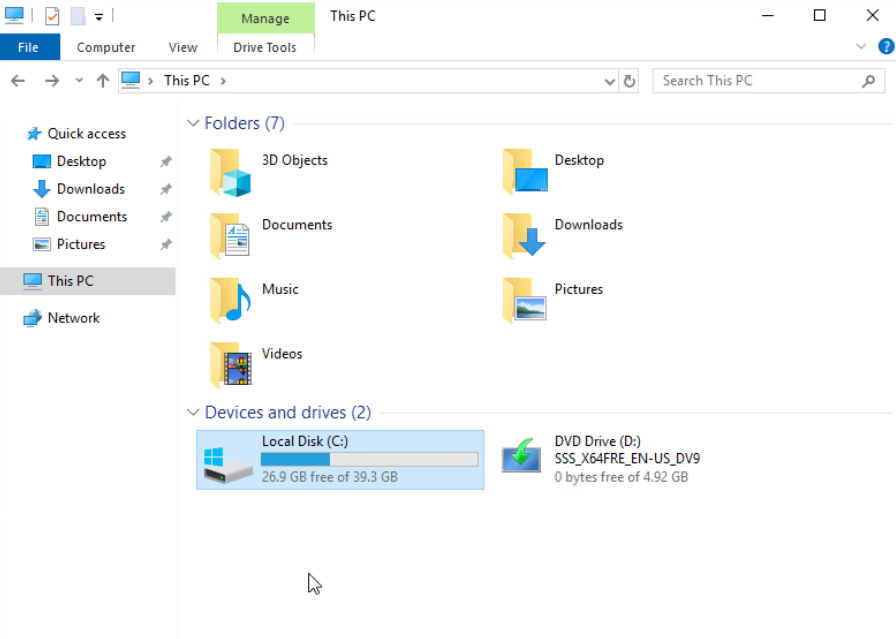 Manage
This PC
File
Computer
View
Drive Tools
This PC
Search This PC
Quick access
Desktop
Downloads
Documents
Pictures
This PC
Network
Folders (7)
3D Objects
Desktop
Documents
Downloads
Music
Pictures
Videos
Devices and drives (2)
Local Disk (C:)
26.9 GB free of 39.3 GB
DVD Drive (D:)
SSS_X64FRE_EN-US_DV9
0 bytes free of 4.92 GB